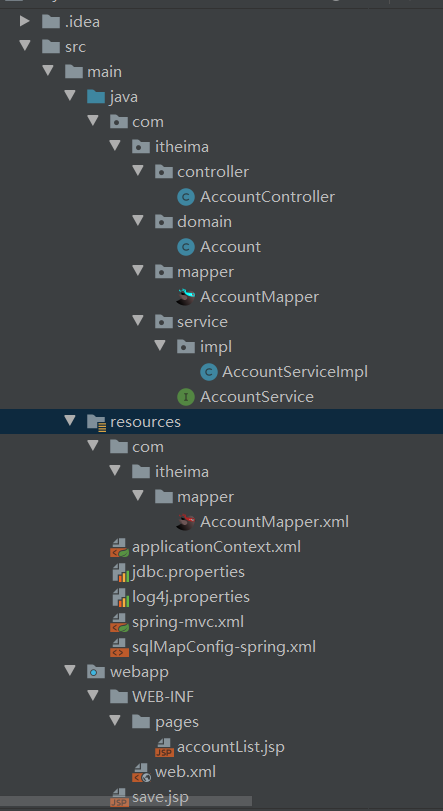 .idea
src
main
java
com
itheima
controller
AccountController
domain
Account
mapper
AccountMapper
service
impl
AccountServiceImpl
AccountService
resources
com
itheima
mapper
AccountMapper.xml
applicationContext.xml
jdbc.properties
log4j.properties
spring-mvc.xml
sqlMapConfig-spring.xml
webapp
WEB-INF
pages
accountList.jsp
web.xml
save.jsp